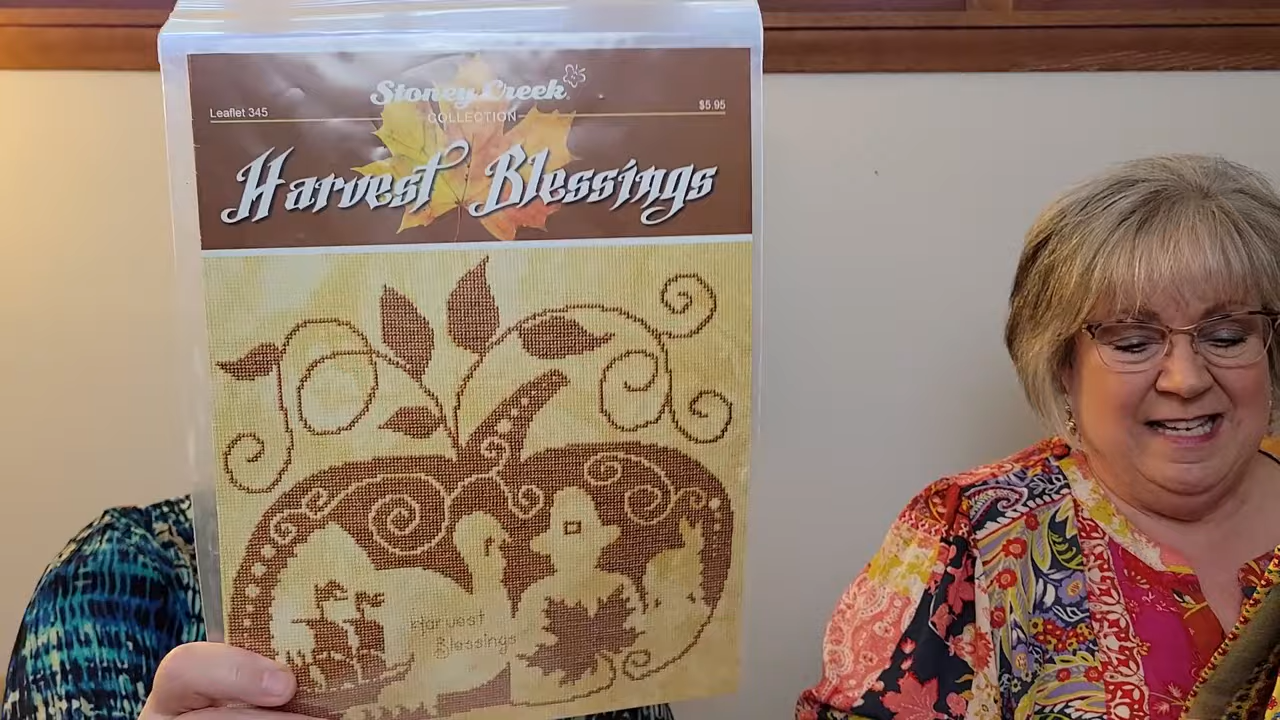 Stoney Creek
Leaflet 345
COLLECTION
$5.95
Harvest Blessings
Harvest
Blessings